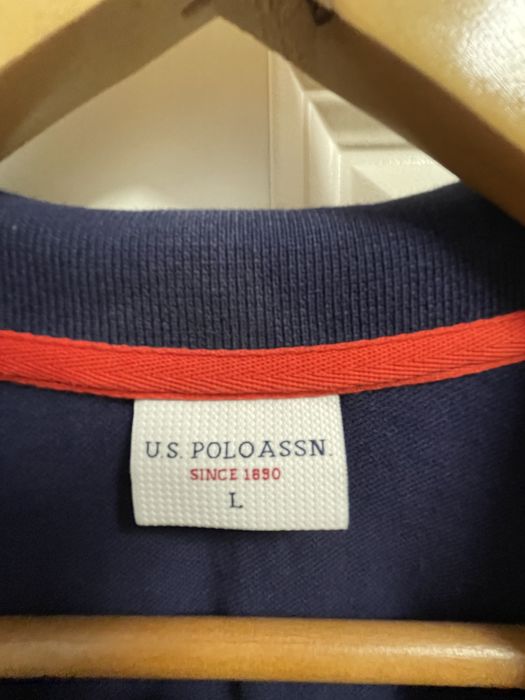 U.S. POLO ASSN.
SINCE 1890
L